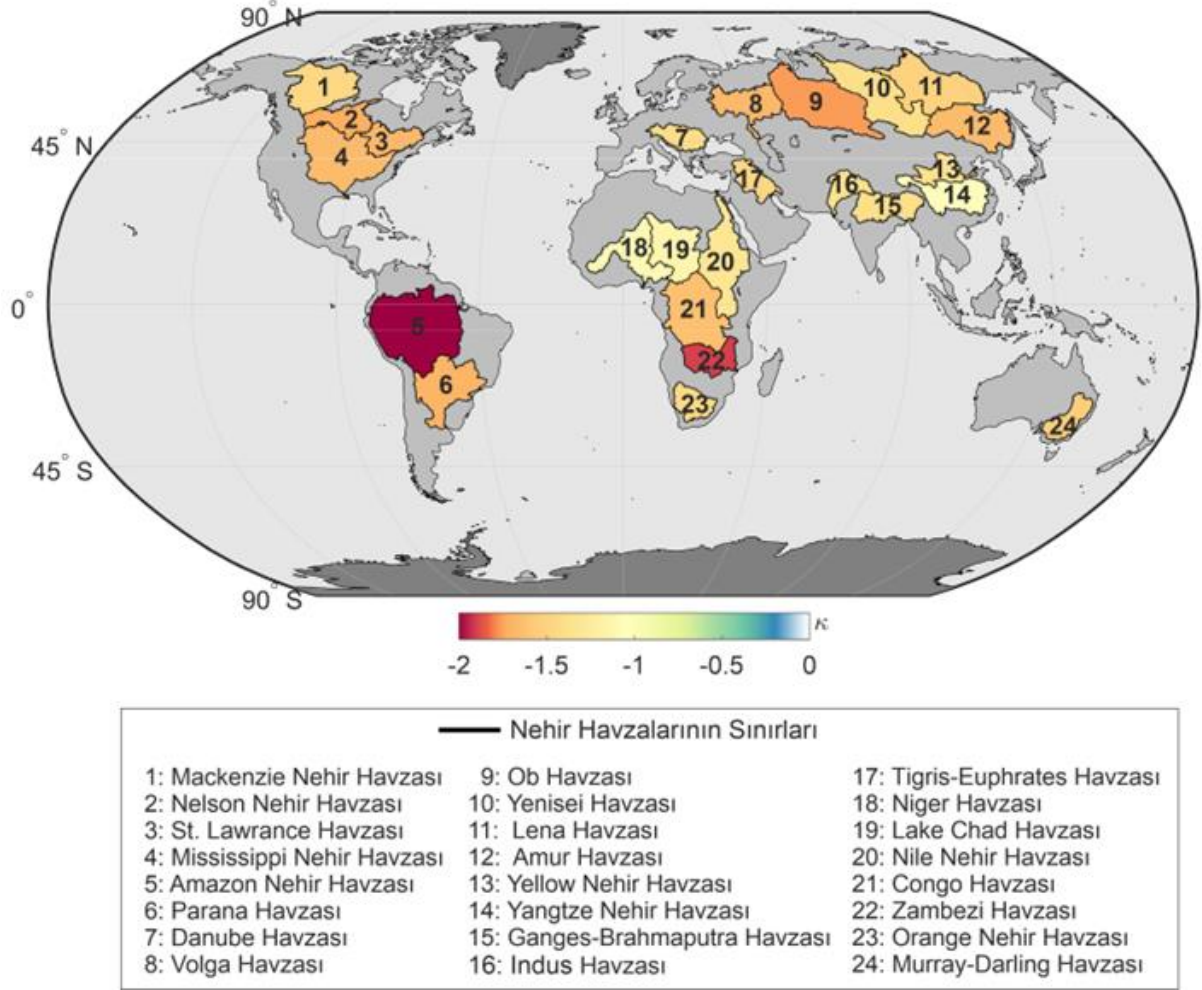 90° N
45° N
0°
45° S
90° S
1
2
3
4
5
6
7
8
9
10
11
12
13
14
15
16
17
18
19
20
21
22
23
24
κ
-2 -1.5 -1 -0.5 0
Nehir Havzalarının Sınırları
1: Mackenzie Nehir Havzası
2: Nelson Nehir Havzası
3: St. Lawrance Havzası
4: Mississippi Nehir Havzası
5: Amazon Nehir Havzası
6: Parana Havzası
7: Danube Havzası
8: Volga Havzası
9: Ob Havzası
10: Yenisei Havzası
11: Lena Havzası
12: Amur Havzası
13: Yellow Nehir Havzası
14: Yangtze Nehir Havzası
15: Ganges-Brahmaputra Havzası
16: Indus Havzası
17: Tigris-Euphrates Havzası
18: Niger Havzası
19: Lake Chad Havzası
20: Nile Nehir Havzası
21: Congo Havzası
22: Zambezi Havzası
23: Orange Nehir Havzası
24: Murray-Darling Havzası